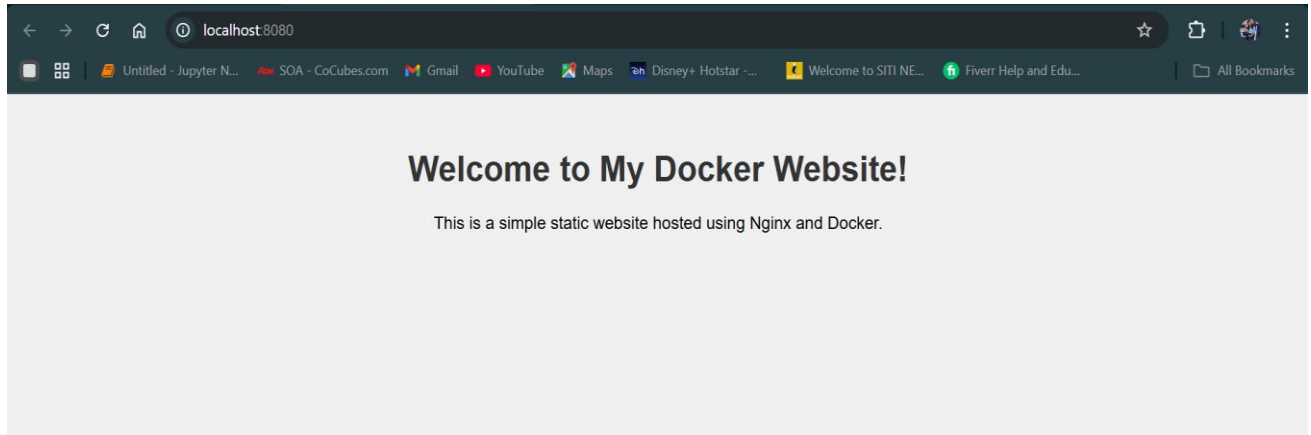 localhost:8080
Untitled - Jupyter N... SOA - CoCubes.com Gmail YouTube Maps Disney+ Hotstar -... Welcome to SITI NE... Fiverr Help and Edu... All Bookmarks
Welcome to My Docker Website!
This is a simple static website hosted using Nginx and Docker.